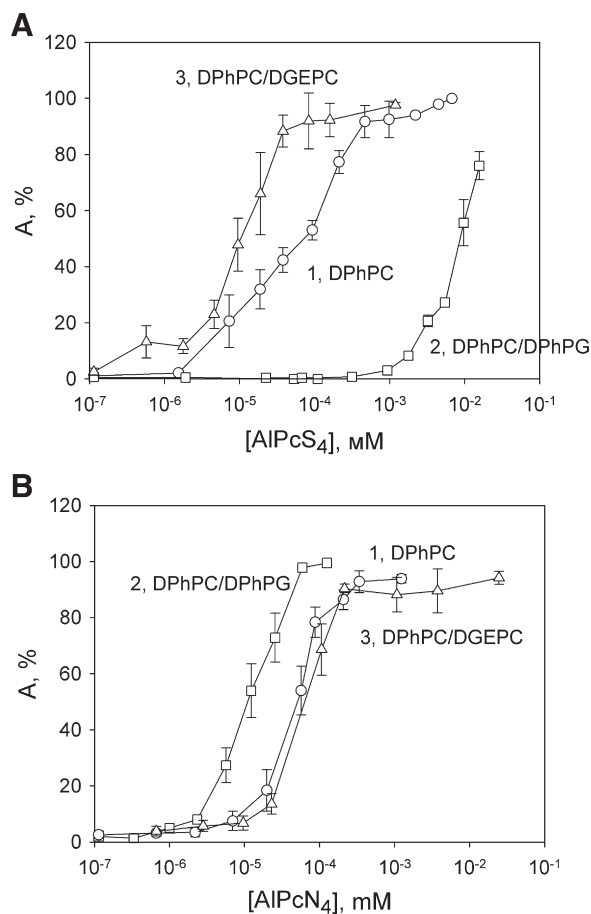 A
120
100
80
60
40
20
0
A, %
3, DPhPC/DGEPC
1, DPhPC
2, DPhPC/DPhPG
10⁻⁷ 10⁻⁶ 10⁻⁵ 10⁻⁴ 10⁻³ 10⁻² 10⁻¹
[AlPcS₄], мМ
B
120
100
80
60
40
20
0
A, %
1, DPhPC
2, DPhPC/DPhPG
3, DPhPC/DGEPC
10⁻⁷ 10⁻⁶ 10⁻⁵ 10⁻⁴ 10⁻³ 10⁻² 10⁻¹
[AlPcN₄], mM